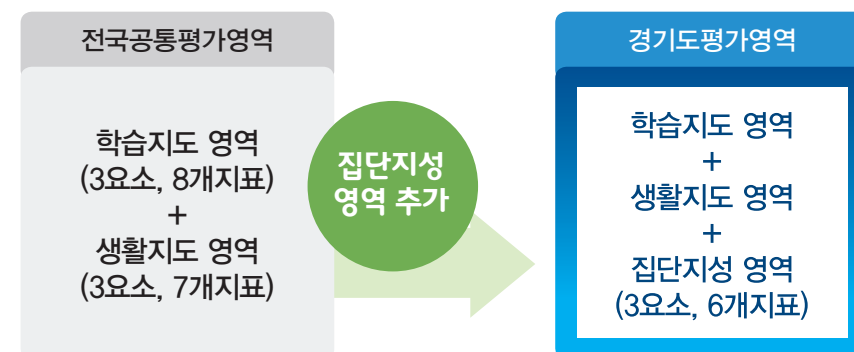 전국공통평가영역
학습지도 영역
(3요소, 8개지표)
+
생활지도 영역
(3요소, 7개지표)
집단지성
영역 추가
경기도평가영역
학습지도 영역
+
생활지도 영역
+
집단지성 영역
(3요소, 6개지표)